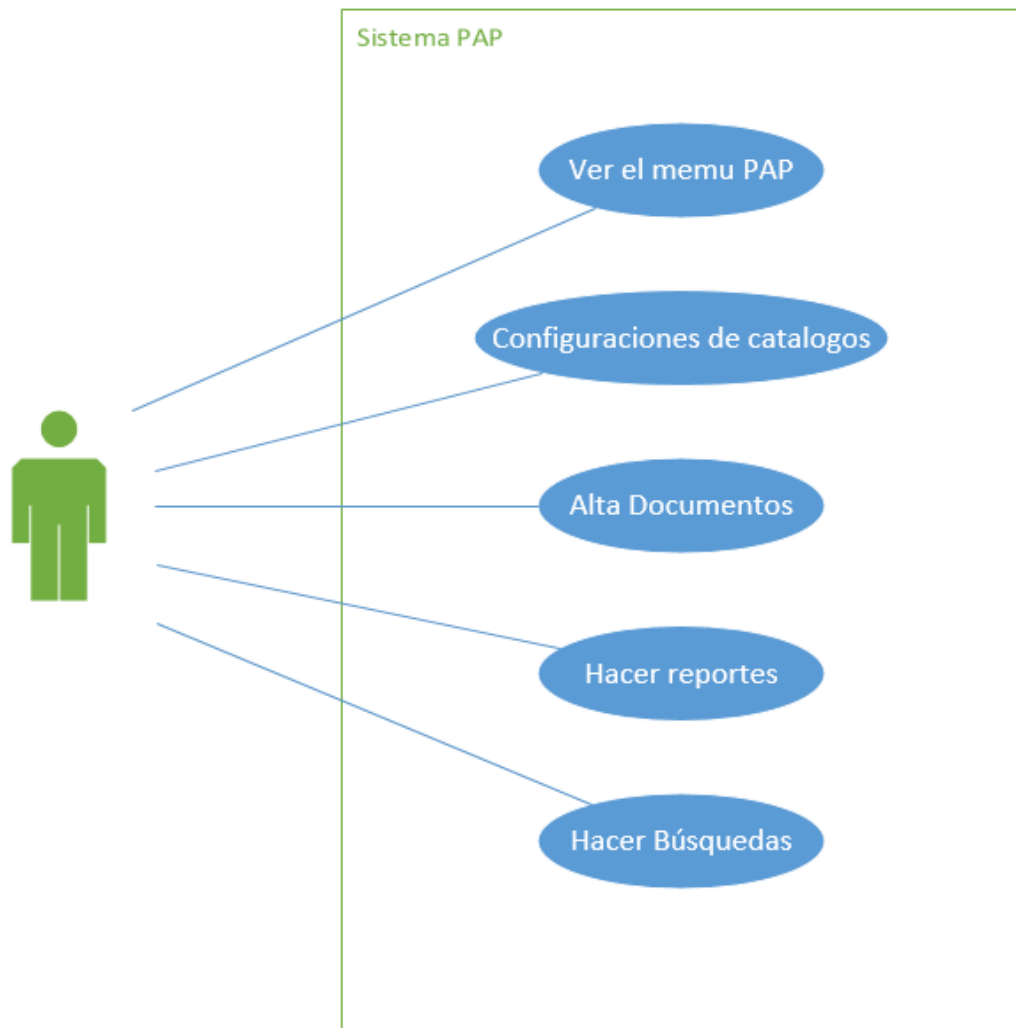 Sistema PAP
Ver el memu PAP
Configuraciones de catalogos
Alta Documentos
Hacer reportes
Hacer Búsquedas